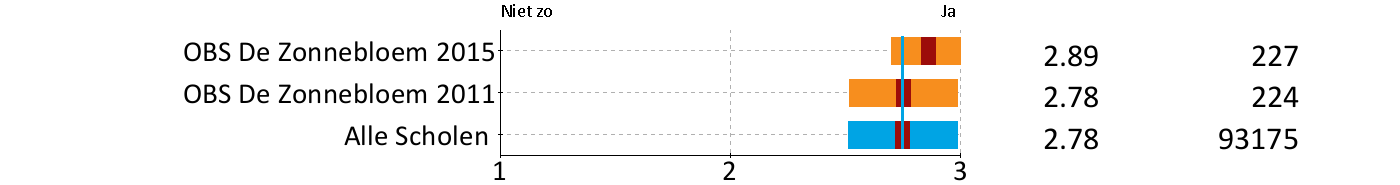 Niet zo Ja
OBS De Zonnebloem 2015 2.89 227
OBS De Zonnebloem 2011 2.78 224
Alle Scholen 2.78 93175
1 2 3